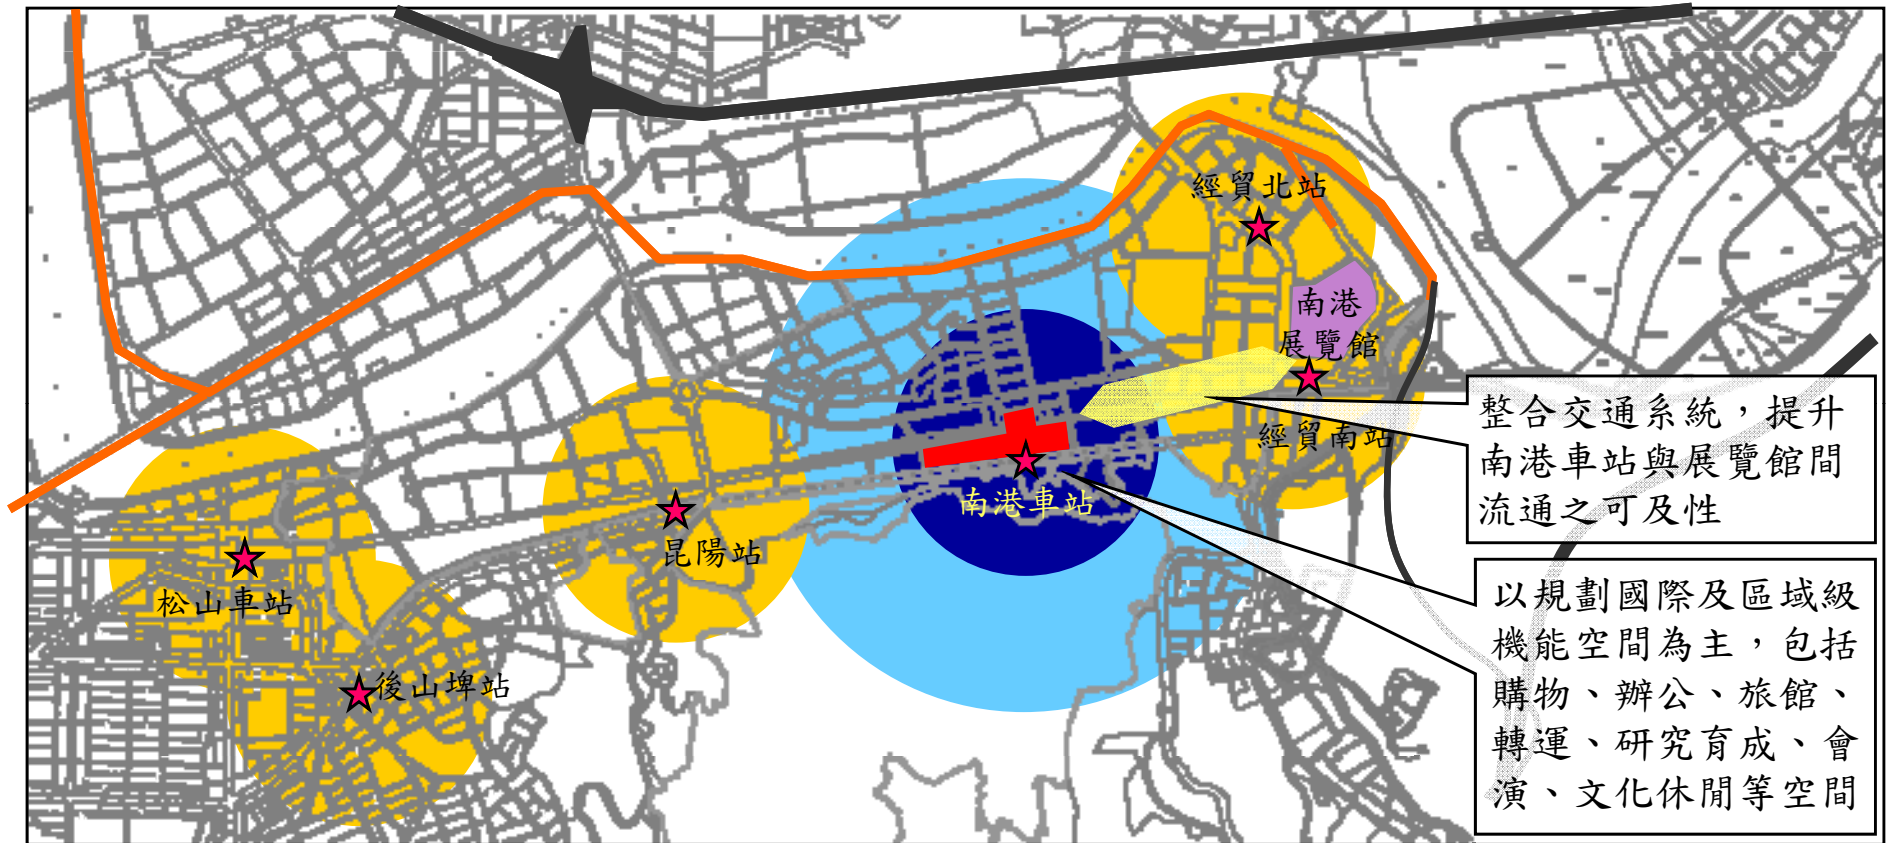 經貿北站
南港
展覽館
經貿南站
南港車站
昆陽站
松山車站
後山埤站
整合交通系統，提升
南港車站與展覽館間
流通之可及性
以規劃國際及區域級
機能空間為主，包括
購物、辦公、旅館、
轉運、研究育成、會
演、文化休閒等空間